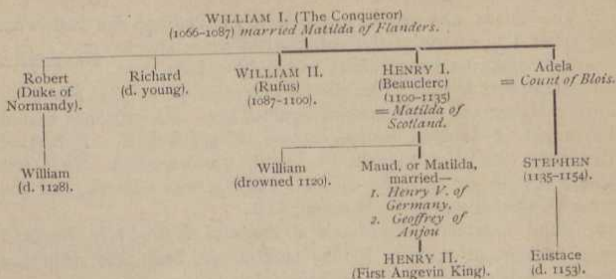 WILLIAM I. (The Conqueror)
(1066-1087) married Matilda of Flanders.
Robert
(Duke of
Normandy).
Richard
(d. young).
WILLIAM II.
(Rufus)
(1087-1100).
HENRY I.
(Beauclerc)
(1100-1135)
= Matilda of
Scotland.
Adela
= Count of Blois.
William
(d. 1128).
William
(drowned 1120).
Maud, or Matilda,
married—
1. Henry V. of
Germany.
2. Geoffrey of
Anjou
STEPHEN
(1135-1154).
HENRY II.
(First Angevin King).
Eustace
(d. 1153).